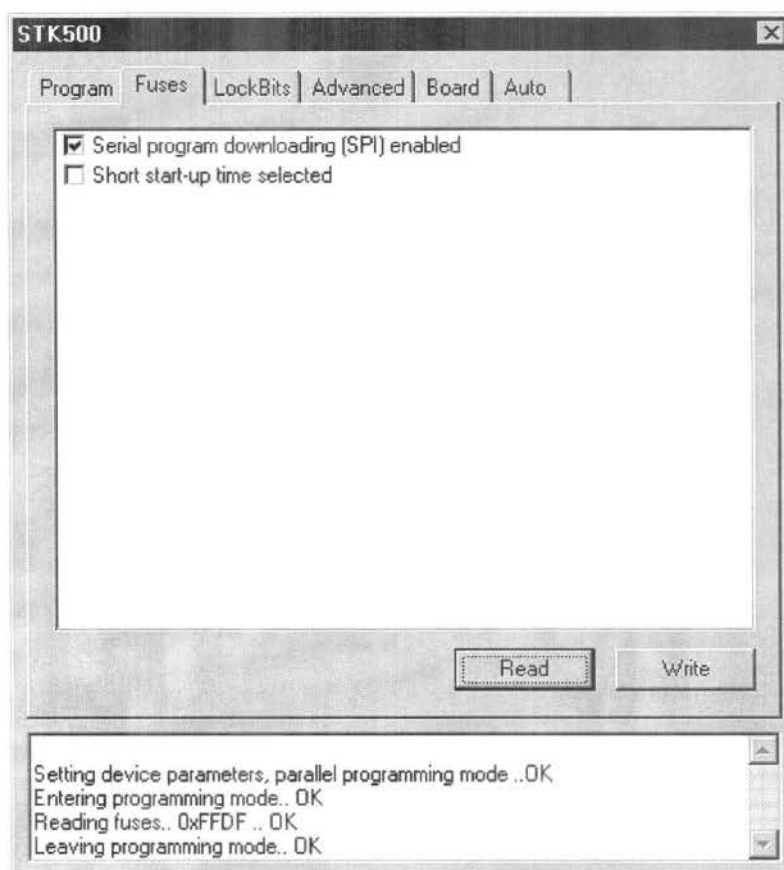 STK500
Program Fuses LockBits Advanced Board Auto
Serial program downloading (SPI) enabled
Short start-up time selected
Read Write
Setting device parameters, parallel programming mode ..OK
Entering programming mode.. OK
Reading fuses.. 0xFFDF .. OK
Leaving programming mode.. OK